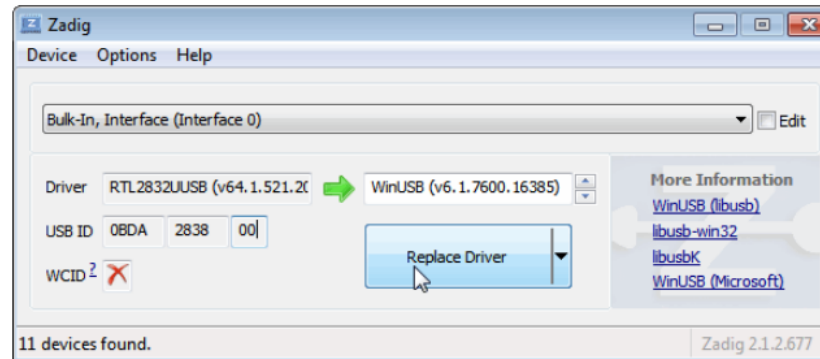 Zadig
Device Options Help
Bulk-In, Interface (Interface 0)
Edit
Driver RTL2832UUSB (v64.1.521.20 WinUSB (v6.1.7600.16385)
USB ID 0BDA 2838 00
WCID ?
Replace Driver
More Information
WinUSB (libusb)
libusb-win32
libusbK
WinUSB (Microsoft)
11 devices found.
Zadig 2.1.2.677